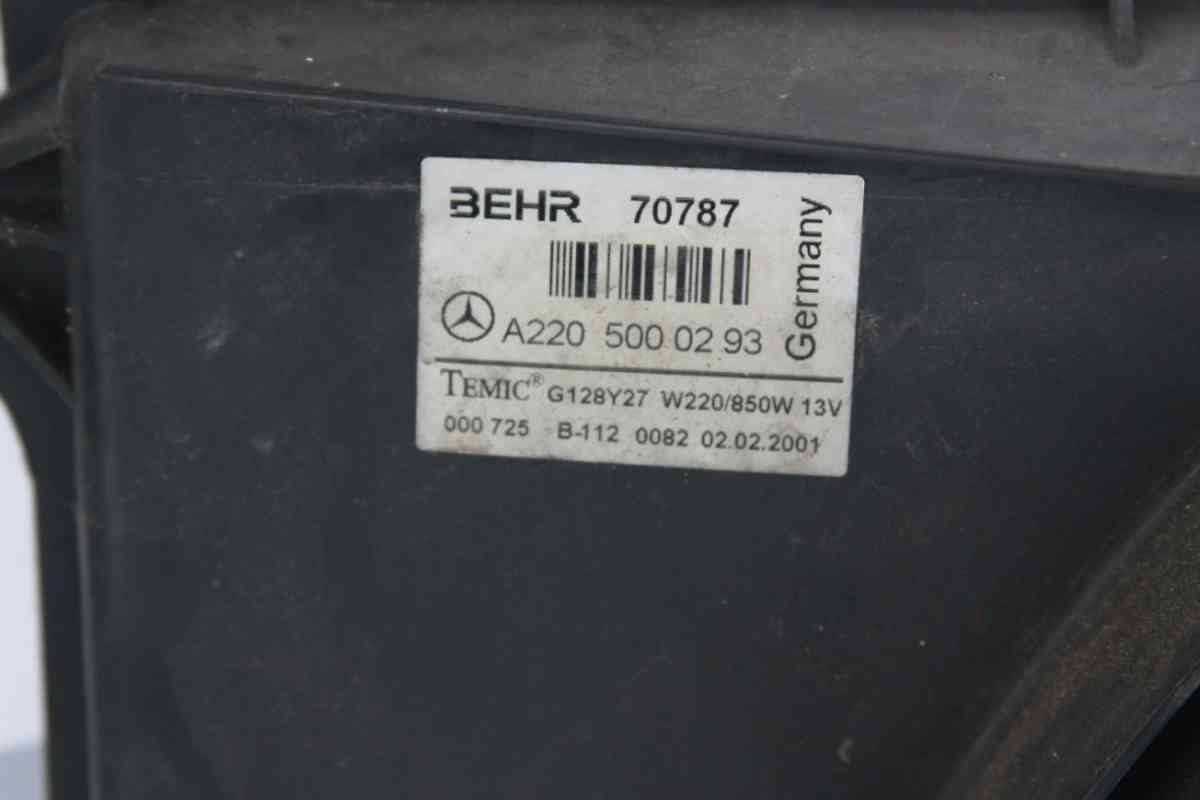 BEHR 70787
Germany
A220 500 02 93
TEMIC® G128Y27 W220/850W 13V
000 725 B-112 0082 02.02.2001